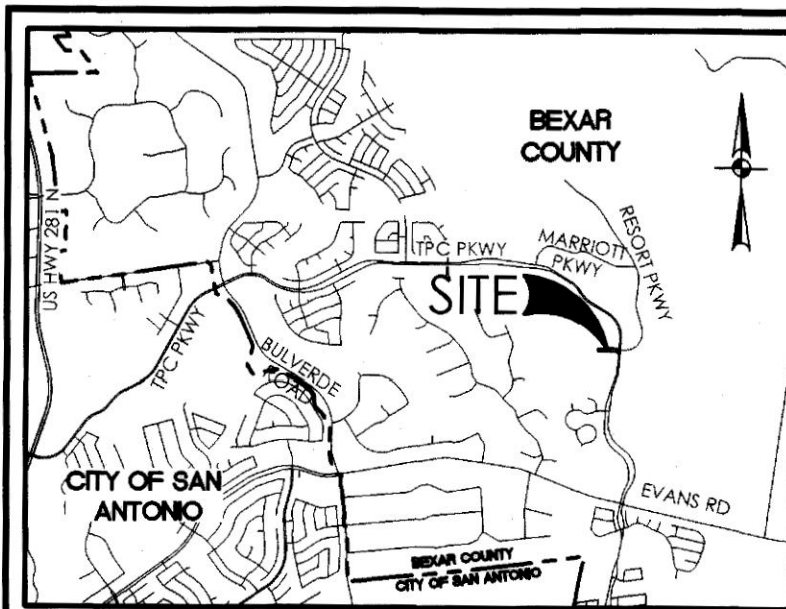 BEXAR
COUNTY
US HWY 281 N
TPC PKWY
MARRIOTT
PKWY
RESORT PKWY
SITE
TPC PKWY
BULVERDE
ROAD
CITY OF SAN
ANTONIO
EVANS RD
BEXAR COUNTY
CITY OF SAN ANTONIO